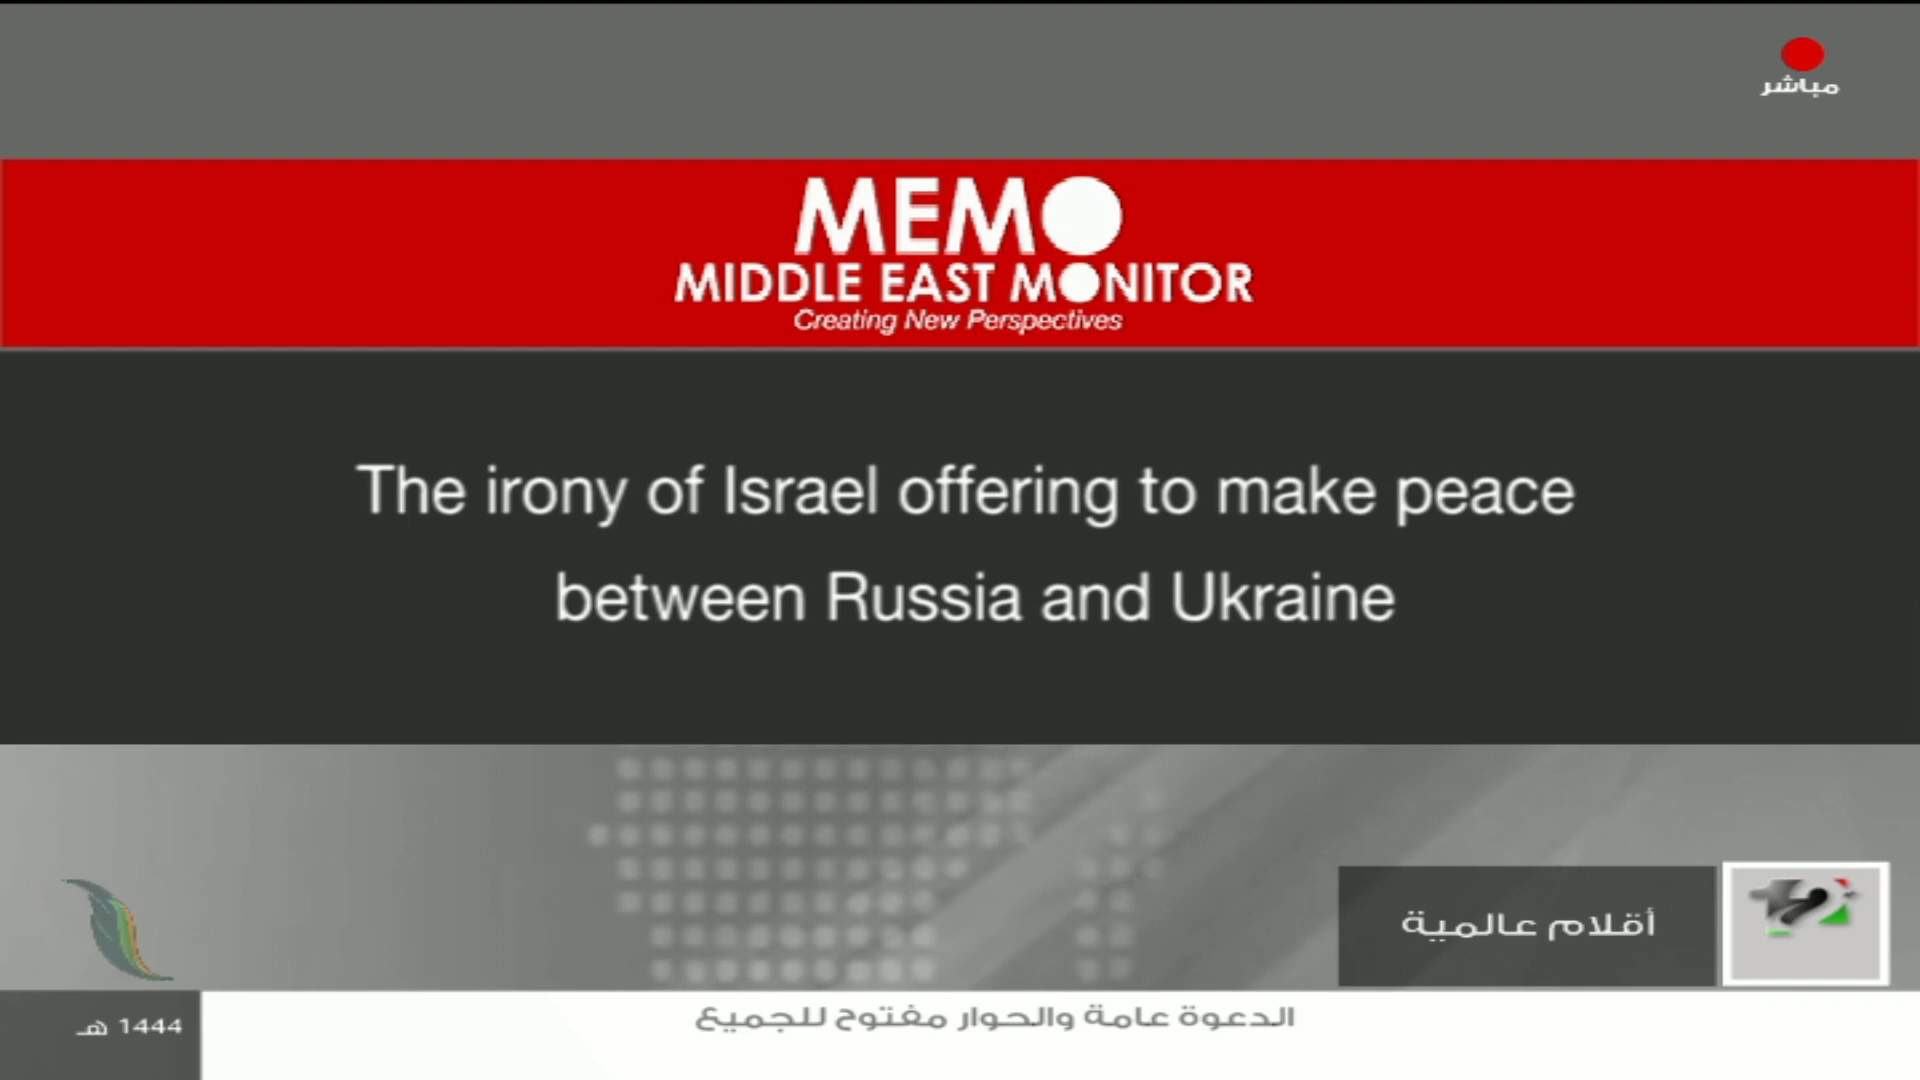 مباشر
MEMO
MIDDLE EAST MONITOR
Creating New Perspectives
The irony of Israel offering to make peace
between Russia and Ukraine
أقلام عالمية
1444 هـ
الدعوة عامة والحوار مفتوح للجميع